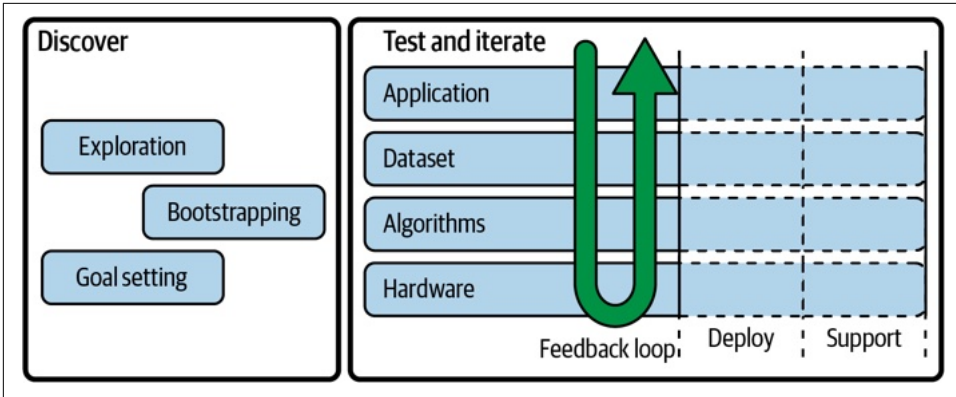 Discover
Exploration
Bootstrapping
Goal setting
Test and iterate
Application
Dataset
Algorithms
Hardware
Feedback loop
Deploy
Support